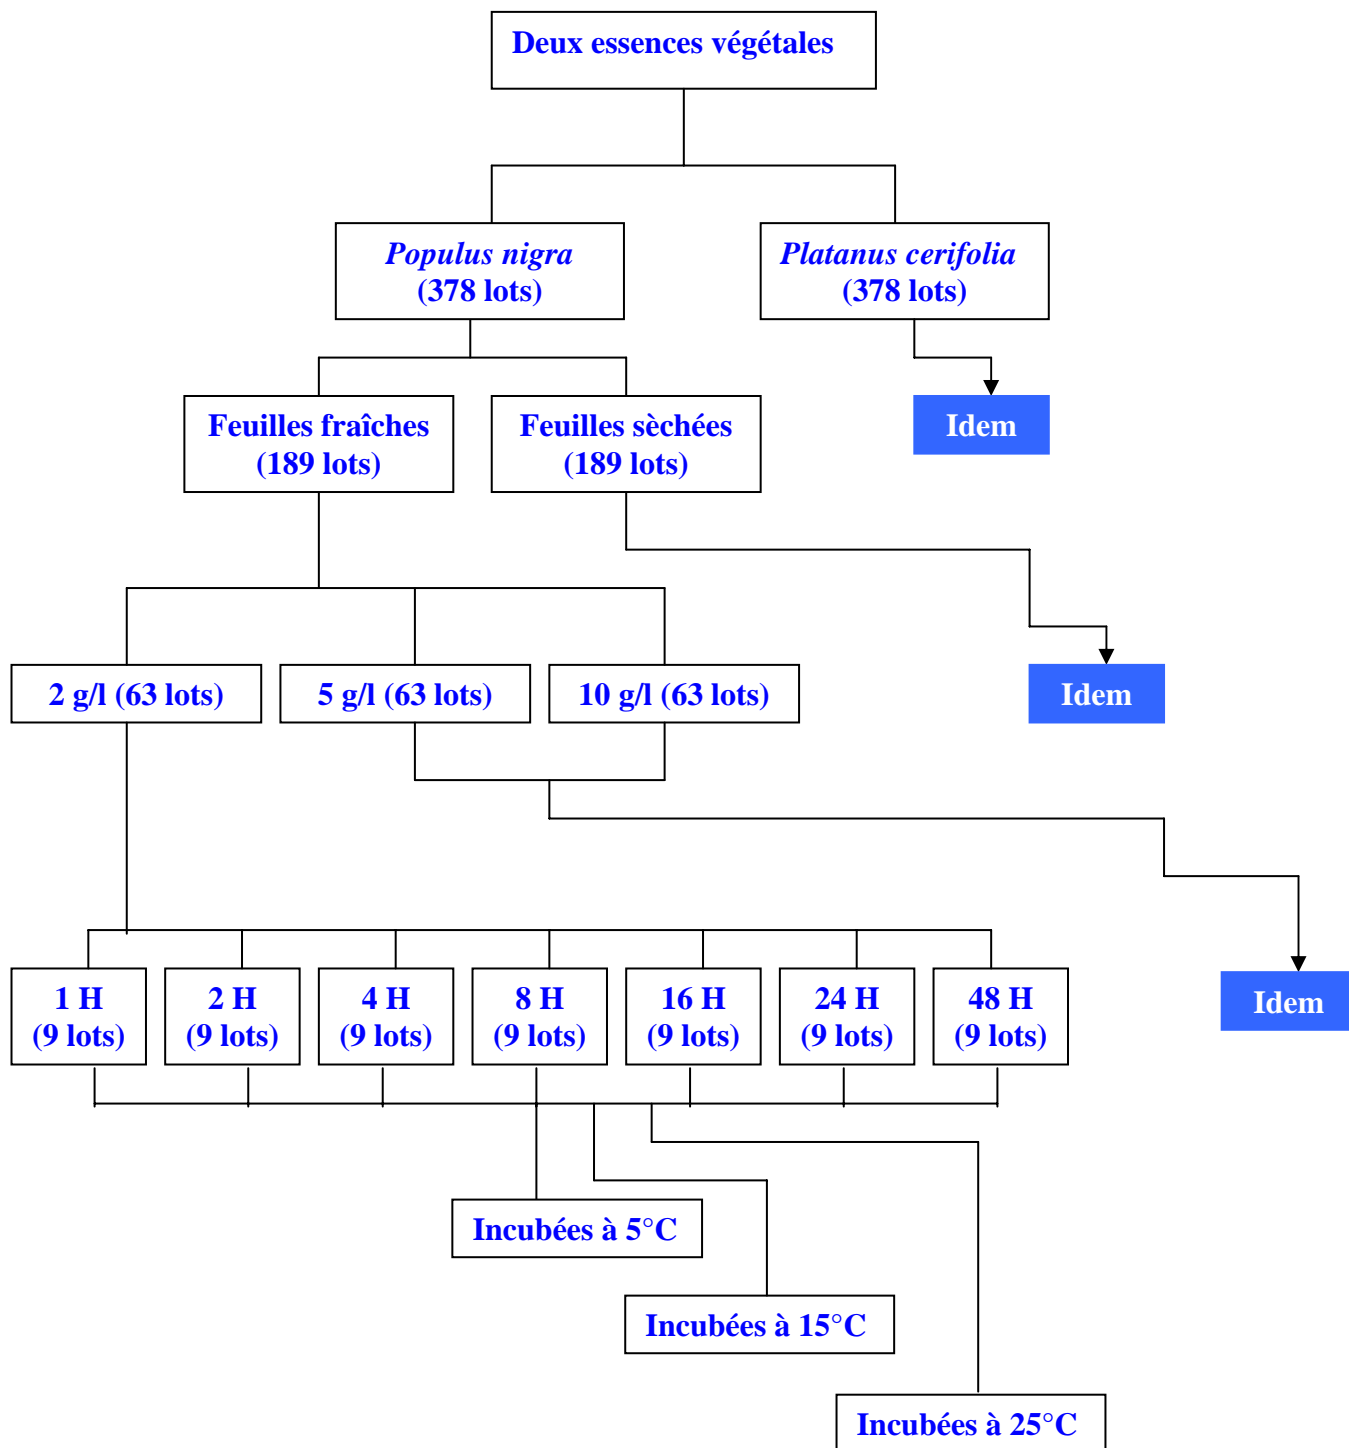 Deux essences végétales
Populus nigra
(378 lots)
Platanus cerifolia
(378 lots)
Feuilles fraîches
(189 lots)
Feuilles sèchées
(189 lots)
Idem
2 g/l (63 lots)
5 g/l (63 lots)
10 g/l (63 lots)
Idem
1 H
(9 lots)
2 H
(9 lots)
4 H
(9 lots)
8 H
(9 lots)
16 H
(9 lots)
24 H
(9 lots)
48 H
(9 lots)
Idem
Incubées à 5°C
Incubées à 15°C
Incubées à 25°C